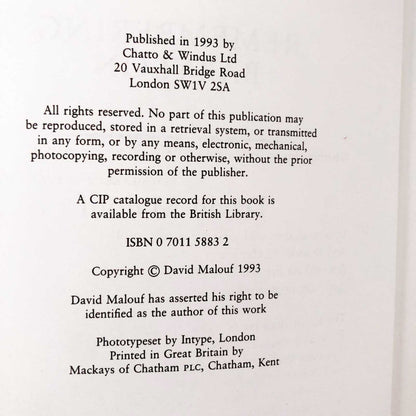 Published in 1993 by
Chatto & Windus Ltd
20 Vauxhall Bridge Road
London SW1V 2SA
All rights reserved. No part of this publication may
be reproduced, stored in a retrieval system, or transmitted
in any form, or by any means, electronic, mechanical,
photocopying, recording or otherwise, without the prior
permission of the publisher.
A CIP catalogue record for this book is
available from the British Library.
ISBN 0 7011 5883 2
Copyright © David Malouf 1993
David Malouf has asserted his right to be
identified as the author of this work
Phototypeset by Intype, London
Printed in Great Britain by
Mackays of Chatham PLC, Chatham, Kent